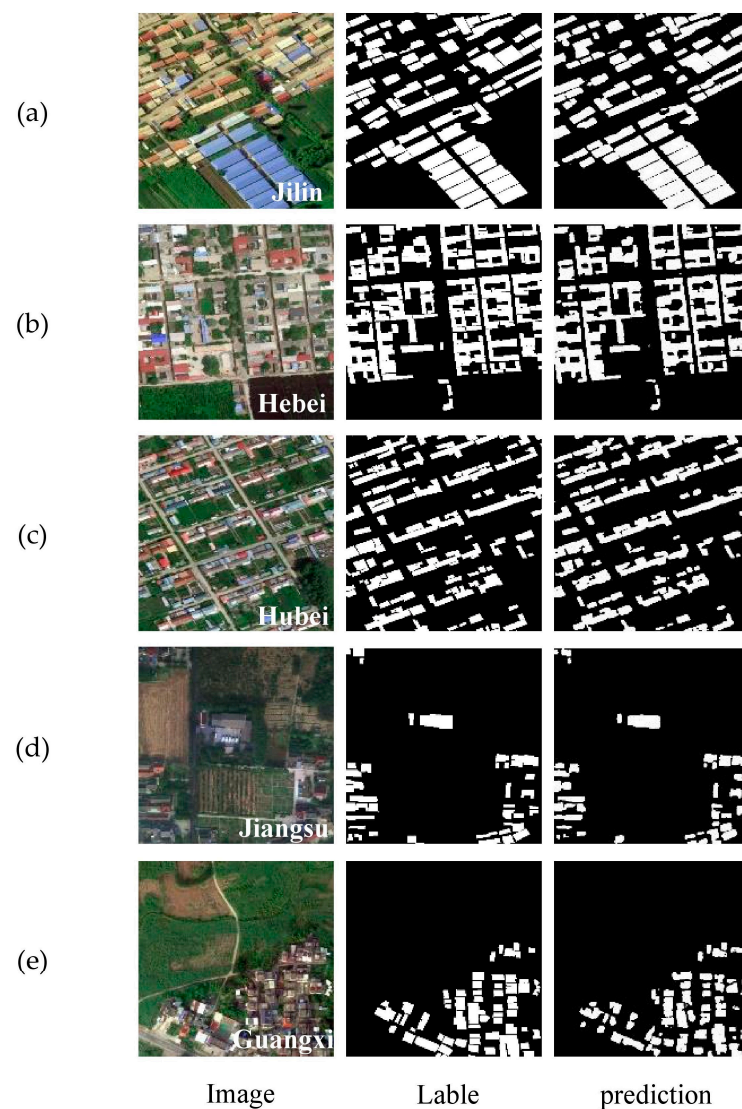 (a)
Jilin
(b)
Hebei
(c)
Hubei
(d)
Jiangsu
(e)
Guangxi
Image Lable prediction